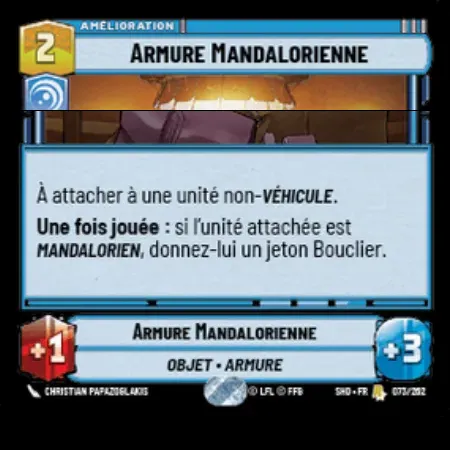 AMÉLIORATION
2
ARMURE MANDALORIENNE
À attacher à une unité non-VÉHICULE.
Une fois jouée : si l'unité attachée est
MANDALORIEN, donnez-lui un jeton Bouclier.
ARMURE MANDALORIENNE
+1
+3
OBJET • ARMURE
CHRISTIAN PAPAZOGLAKIS
© LFL © FFG
SHD • FR
073/262